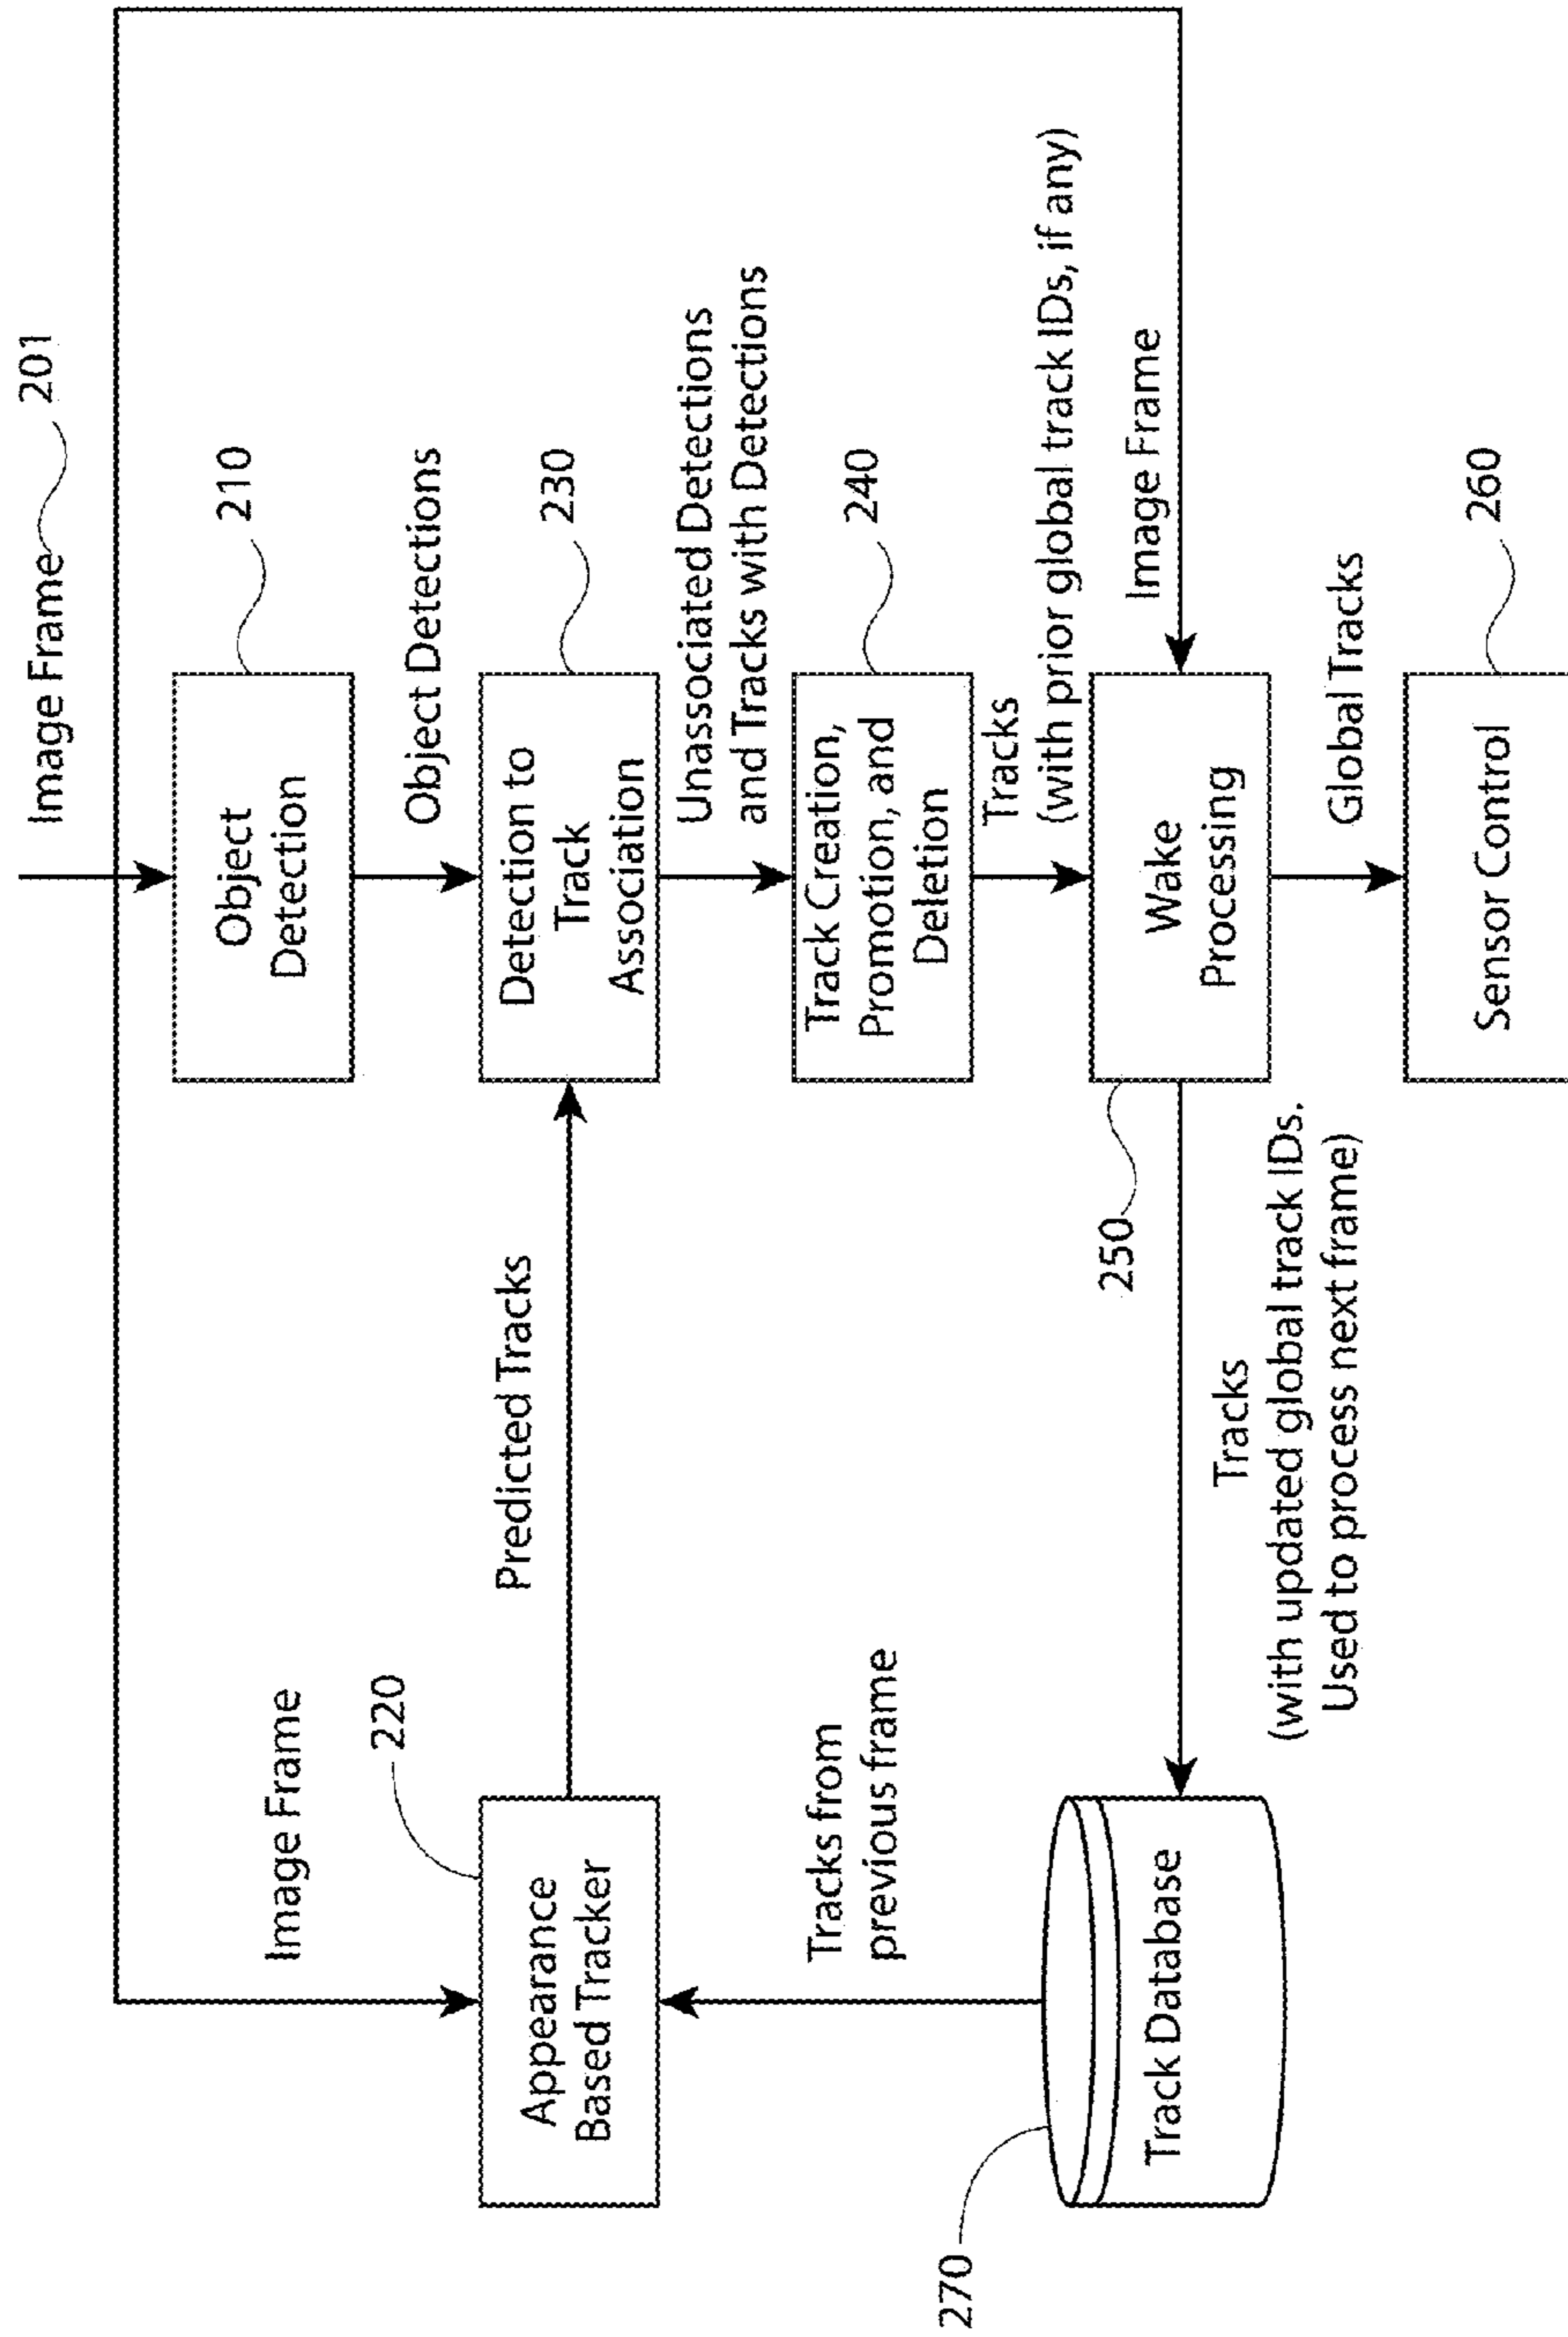 Image Frame
201
Image Frame
220
Appearance
Based Tracker
Predicted Tracks
Object
Detection
210
Object Detections
Detection to
Track
Association
230
Unassociated Detections
and Tracks with Detections
Track Creation,
Promotion, and
Deletion
240
Tracks from
previous frame
270
Track Database
Tracks
(with prior global track IDs, if any)
Image Frame
Wake
Processing
250
Tracks
(with updated global track IDs.
Used to process next frame)
Global Tracks
Sensor Control
260